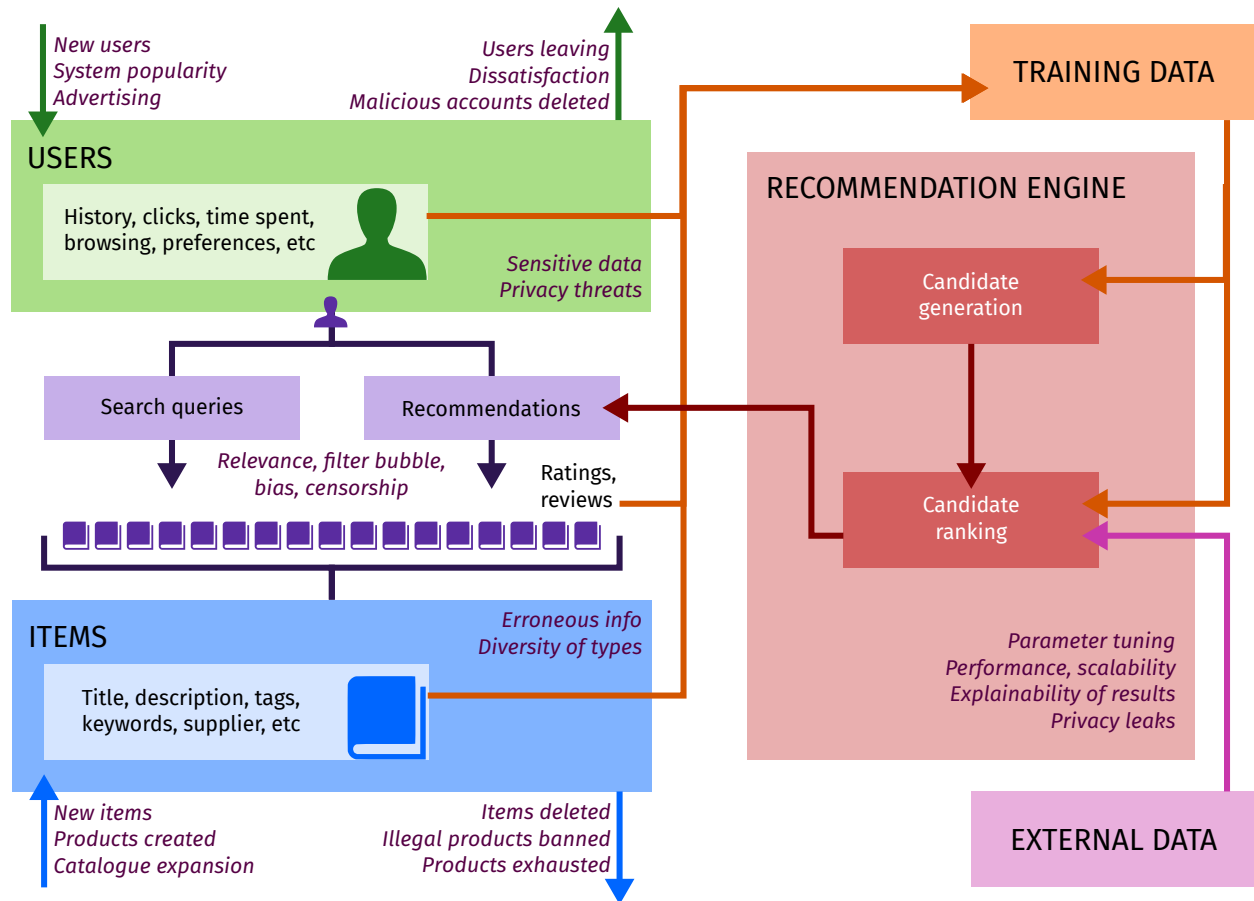 New users
System popularity
Advertising
Users leaving
Dissatisfaction
Malicious accounts deleted
TRAINING DATA
USERS
History, clicks, time spent,
browsing, preferences, etc
Sensitive data
Privacy threats
RECOMMENDATION ENGINE
Candidate
generation
Search queries
Recommendations
Relevance, filter bubble,
bias, censorship
Ratings,
reviews
Candidate
ranking
ITEMS
Erroneous info
Diversity of types
Title, description, tags,
keywords, supplier, etc
Parameter tuning
Performance, scalability
Explainability of results
Privacy leaks
New items
Products created
Catalogue expansion
Items deleted
Illegal products banned
Products exhausted
EXTERNAL DATA